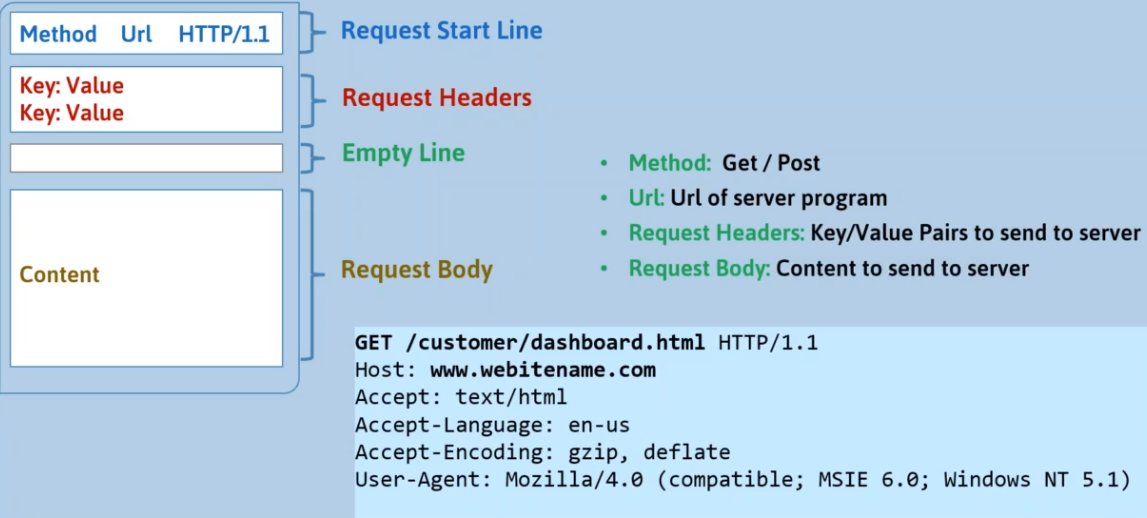 Method Url HTTP/1.1
Request Start Line
Key: Value
Key: Value
Request Headers
Empty Line
Content
Request Body
• Method: Get / Post
• Url: Url of server program
• Request Headers: Key/Value Pairs to send to server
• Request Body: Content to send to server
GET /customer/dashboard.html HTTP/1.1
Host: www.webitename.com
Accept: text/html
Accept-Language: en-us
Accept-Encoding: gzip, deflate
User-Agent: Mozilla/4.0 (compatible; MSIE 6.0; Windows NT 5.1)